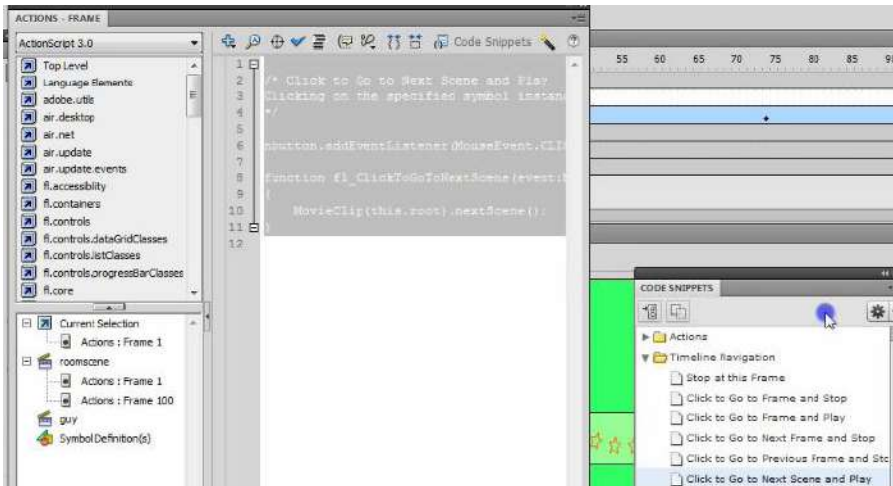 ACTIONS - FRAME
ActionScript 3.0
Code Snippets
Top Level
Language Elements
adobe.utils
air.desktop
air.net
air.update
air.update.events
fl.accessiblity
fl.containers
fl.controls
fl.controls.dataGridClasses
fl.controls.listClasses
fl.controls.progressBarClasses
fl.core
Current Selection
Actions : Frame 1
roomscene
Actions : Frame 1
Actions : Frame 100
guy
Symbol Definition(s)
1
2 /* Click to Go to Next Scene and Play
3 Clicking on the specified symbol instan
4 */
5
6 nbutton.addEventListener(MouseEvent.CLI
7
8 function fl_ClickToGoToNextScene(event:
9 {
10 MovieClip(this.root).nextScene();
11 }
12
55 60 65 70 75 80 85
CODE SNIPPETS
Actions
Timeline Navigation
Stop at this Frame
Click to Go to Frame and Stop
Click to Go to Frame and Play
Click to Go to Next Frame and Stop
Click to Go to Previous Frame and Sto
Click to Go to Next Scene and Play